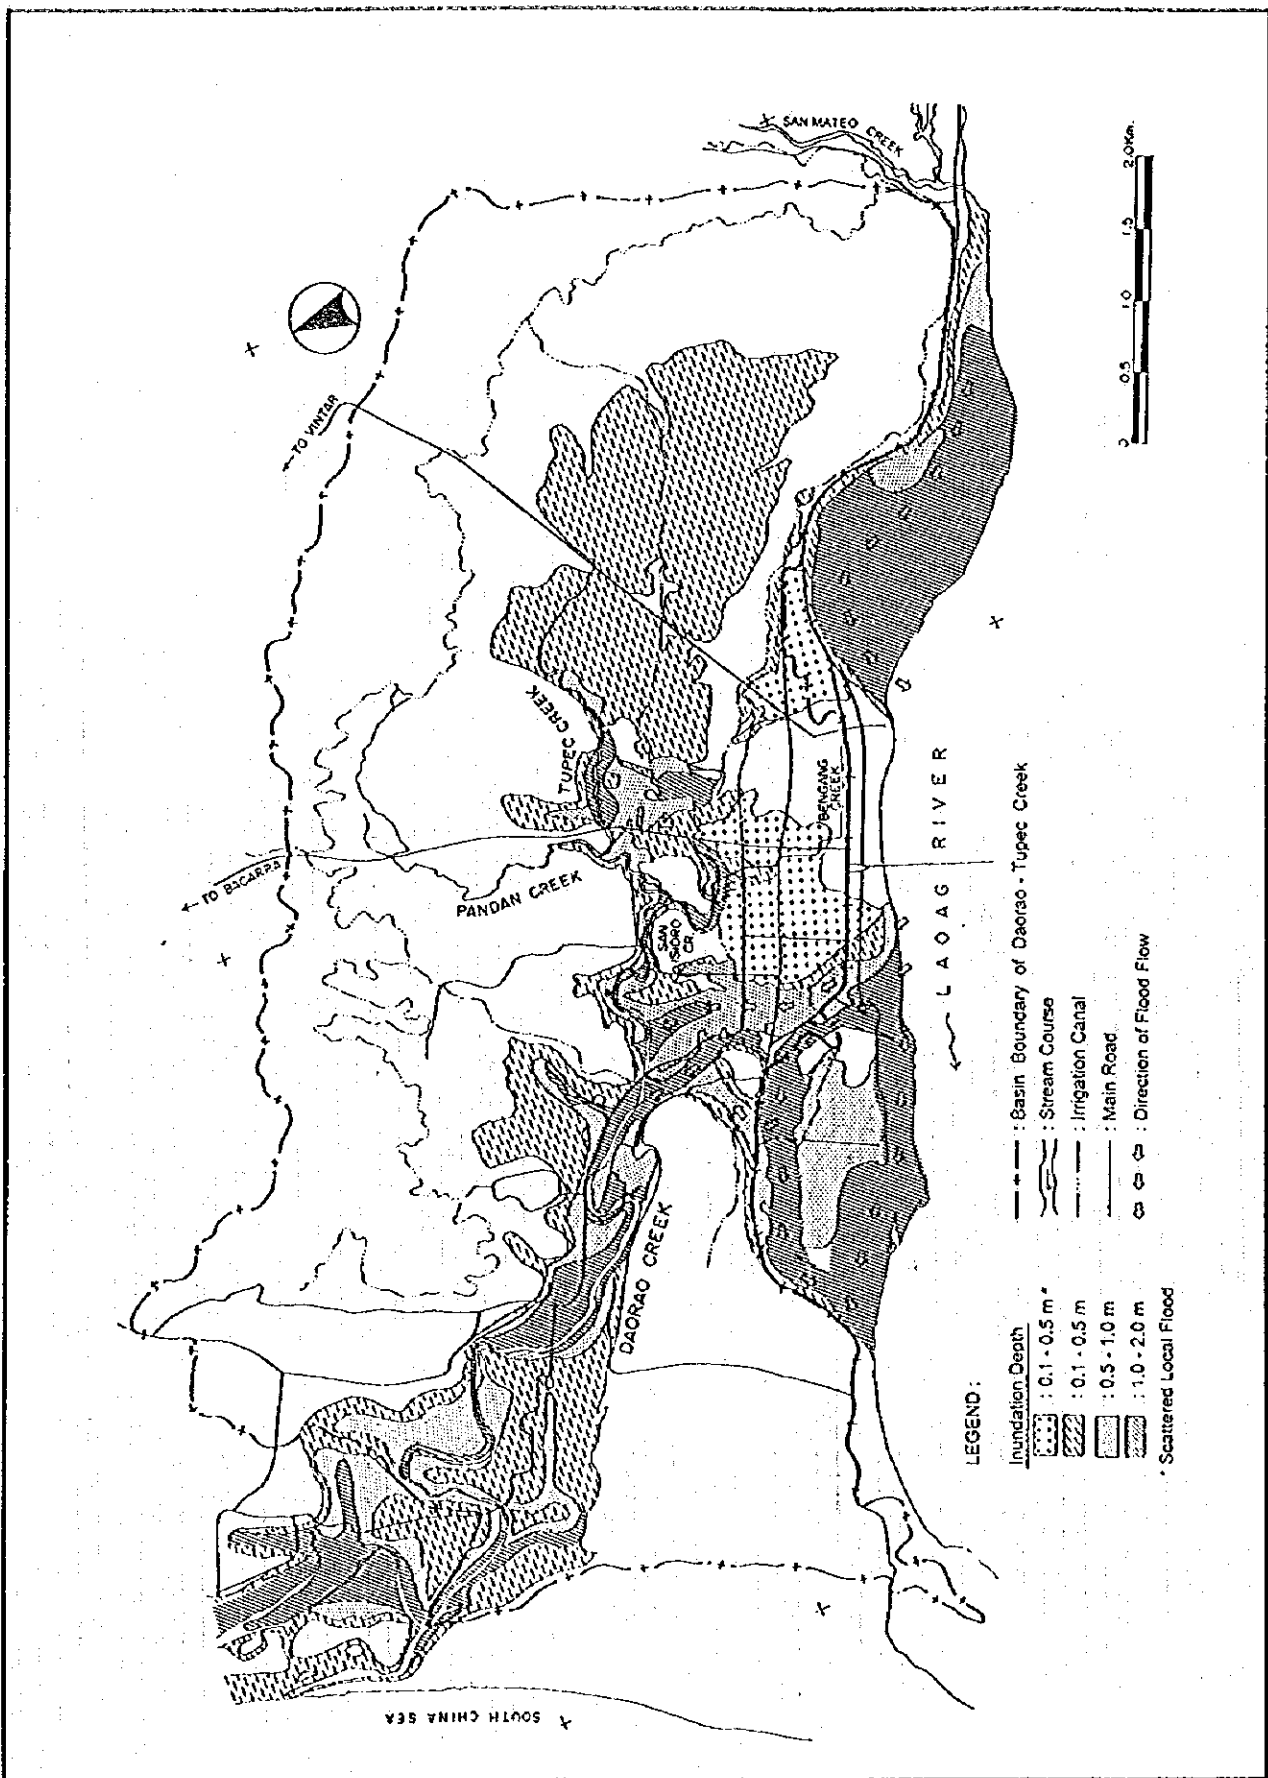 SAN MATEO
CREEK
← TO VINTAR
TUPEC CREEK
← TO BACARRA
PANDAN CREEK
SAN
ISIDRO
CR.
BENGANG
CREEK
LAOAG RIVER
DAORAO CREEK
SOUTH CHINA SEA
0 0.5 1.0 1.5 2.0Km.
LEGEND:
Inundation Depth
: 0.1 - 0.5 m *
: 0.1 - 0.5 m
: 0.5 - 1.0 m
: 1.0 - 2.0 m
* Scattered Local Flood
: Basin Boundary of Daorao - Tupec Creek
: Stream Course
: Irrigation Canal
: Main Road
: Direction of Flood Flow